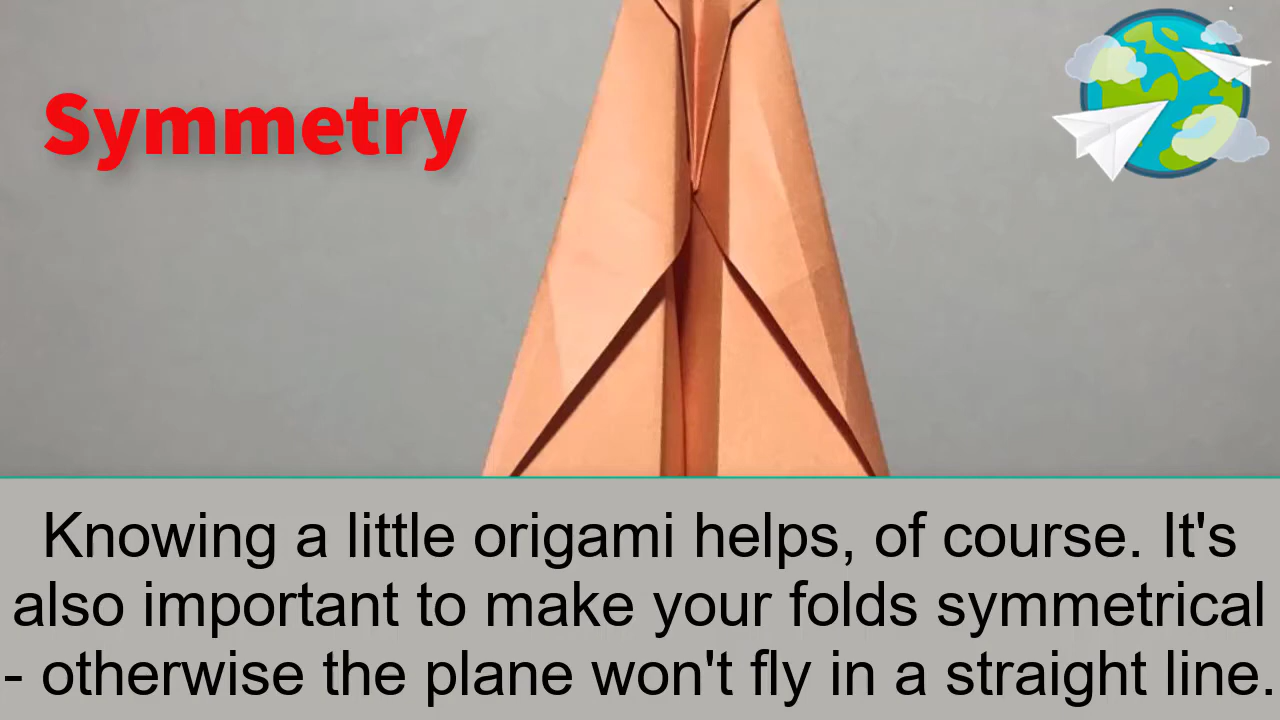 Symmetry
Knowing a little origami helps, of course. It's
also important to make your folds symmetrical
- otherwise the plane won't fly in a straight line.